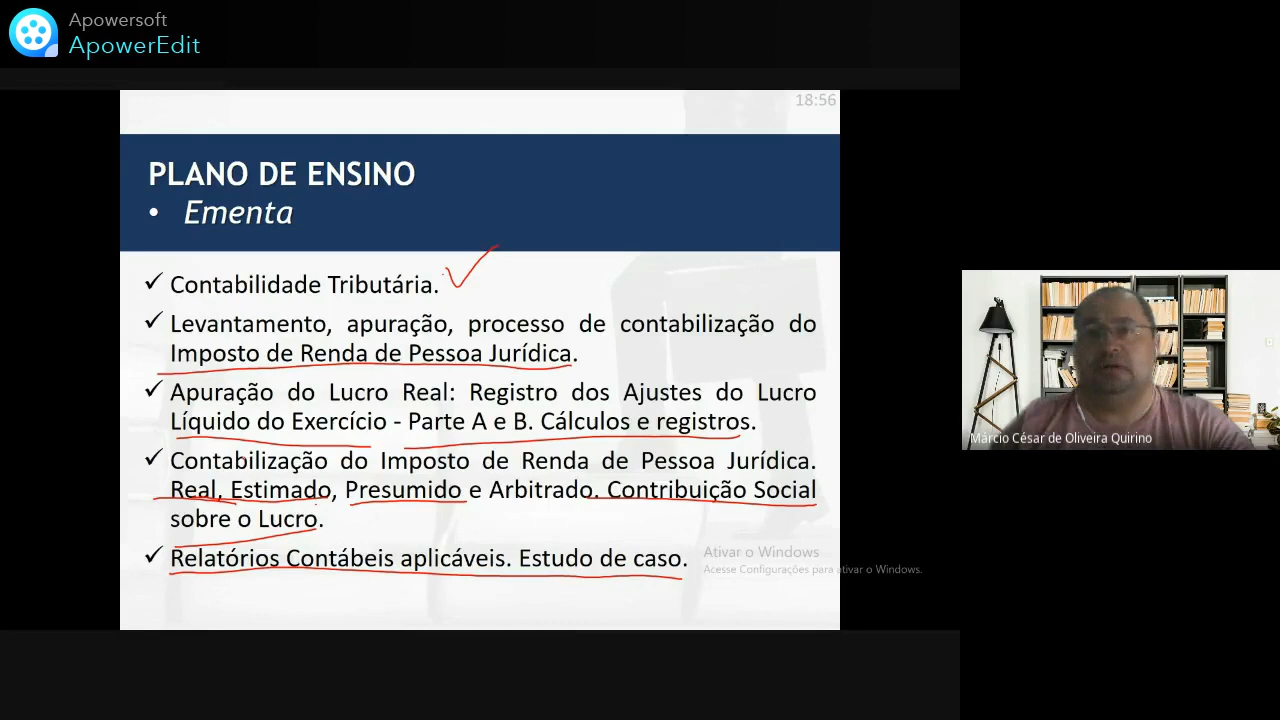 Apowersoft
ApowerEdit
18:56
PLANO DE ENSINO
• Ementa
✓ Contabilidade Tributária.
✓ Levantamento, apuração, processo de contabilização do
Imposto de Renda de Pessoa Jurídica.
✓ Apuração do Lucro Real: Registro dos Ajustes do Lucro
Líquido do Exercício - Parte A e B. Cálculos e registros.
✓ Contabilização do Imposto de Renda de Pessoa Jurídica.
Real, Estimado, Presumido e Arbitrado. Contribuição Social
sobre o Lucro.
✓ Relatórios Contábeis aplicáveis. Estudo de caso.
Ativar o Windows
Acesse Configurações para ativar o Windows.
Márcio César de Oliveira Quirino